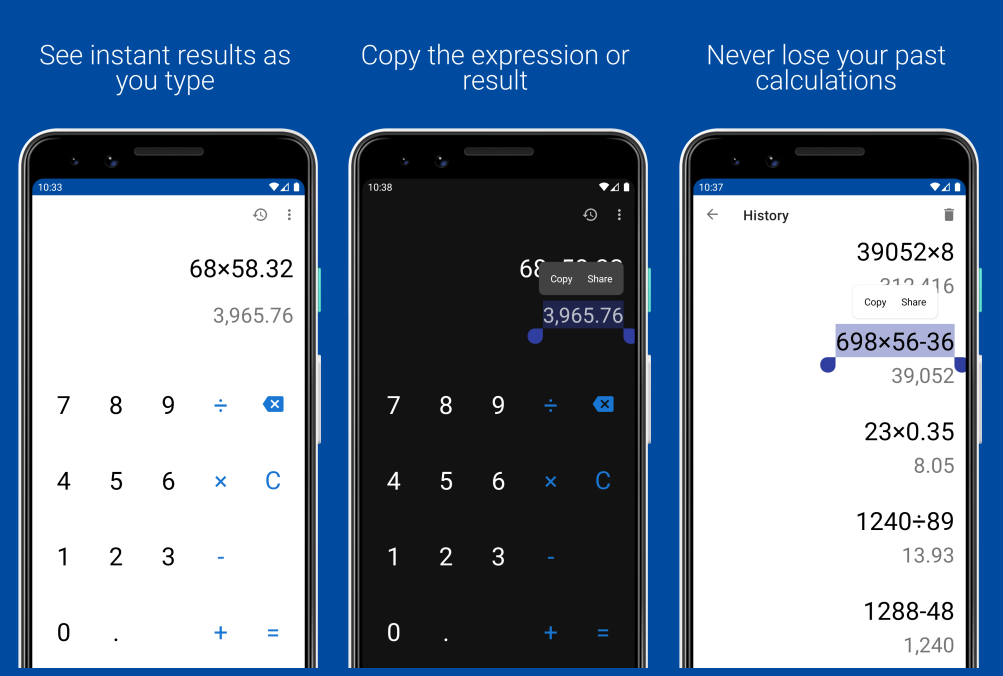 See instant results as
you type
10:33
68×58.32
3,965.76
7 8 9 ÷
4 5 6 × C
1 2 3 -
0 . + =
Copy the expression or
result
10:38
Copy Share
3,965.76
7 8 9 ÷
4 5 6 × C
1 2 3 -
0 . + =
Never lose your past
calculations
10:37
History
39052×8
312,416
Copy Share
698×56-36
39,052
23×0.35
8.05
1240÷89
13.93
1288-48
1,240